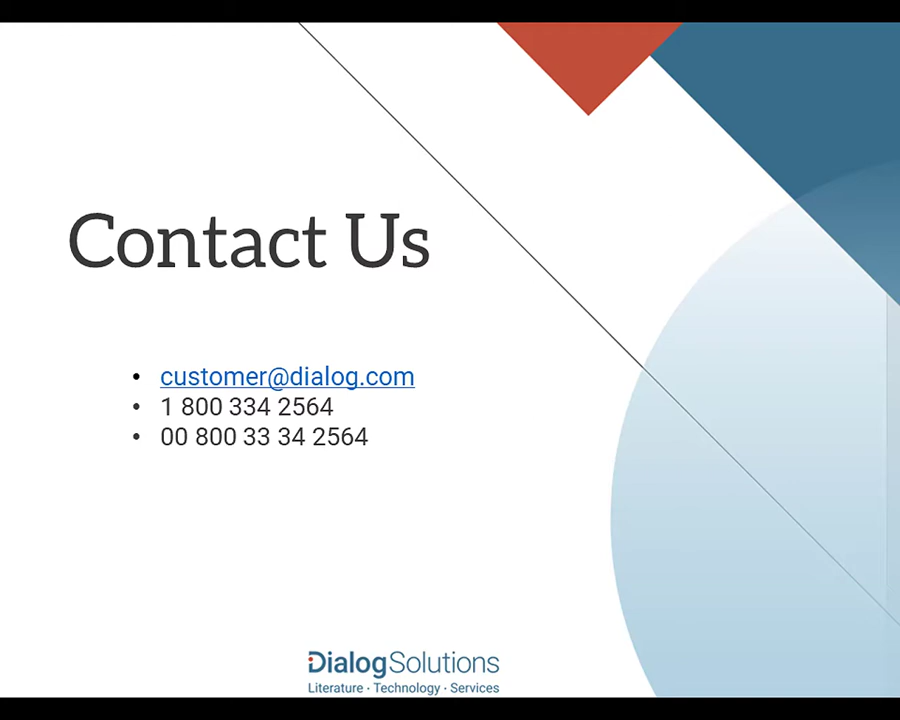 Contact Us
• customer@dialog.com
• 1 800 334 2564
• 00 800 33 34 2564
DialogSolutions
Literature · Technology · Services